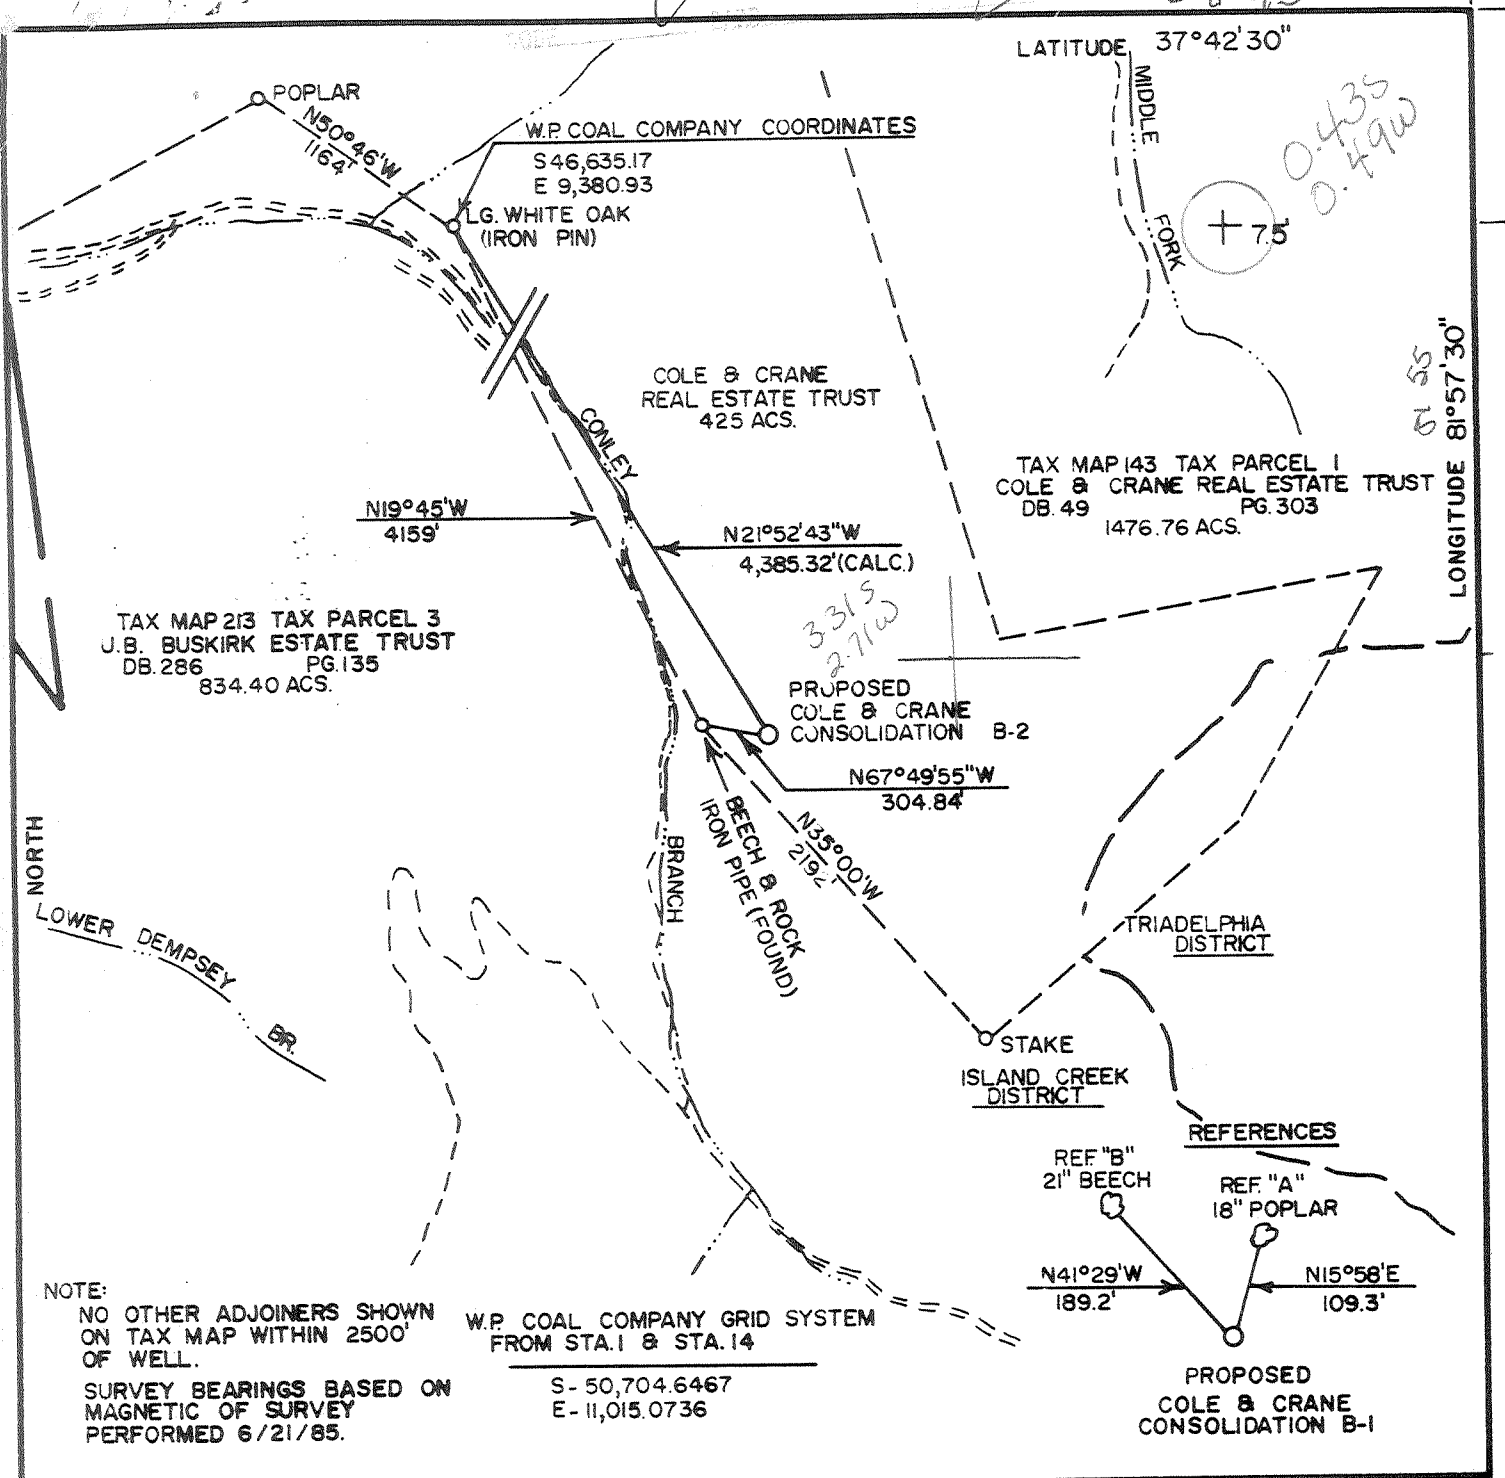 LATITUDE 37°42'30"
POPLAR
N50°46'W
1164'
W.P. COAL COMPANY COORDINATES
S 46,635.17
E 9,380.93
LG. WHITE OAK
(IRON PIN)
MIDDLE
FORK
0.43S
0.49W
7.5'
LONGITUDE 81°57'30"
55
COLE & CRANE
REAL ESTATE TRUST
425 ACS.
CONLEY
TAX MAP 143 TAX PARCEL 1
COLE & CRANE REAL ESTATE TRUST
DB. 49 PG. 303
1476.76 ACS.
N19°45'W
4159'
N21°52'43"W
4,385.32'(CALC.)
3.31S
2.71W
TAX MAP 213 TAX PARCEL 3
J.B. BUSKIRK ESTATE TRUST
DB. 286 PG. 135
834.40 ACS.
PROPOSED
COLE & CRANE
CONSOLIDATION B-2
N67°49'55"W
304.84'
BEECH & ROCK
IRON PIPE (FOUND)
N35°00'W
2192'
BRANCH
NORTH
LOWER DEMPSEY BR.
TRIADELPHIA
DISTRICT
STAKE
ISLAND CREEK
DISTRICT
REFERENCES
REF. "B"
21" BEECH
REF. "A"
18" POPLAR
N41°29'W
189.2'
N15°58'E
109.3'
PROPOSED
COLE & CRANE
CONSOLIDATION B-1
NOTE:
NO OTHER ADJOINERS SHOWN
ON TAX MAP WITHIN 2500'
OF WELL.
SURVEY BEARINGS BASED ON
MAGNETIC OF SURVEY
PERFORMED 6/21/85.
W.P. COAL COMPANY GRID SYSTEM
FROM STA. 1 & STA. 14
S - 50,704.6467
E - 11,015.0736